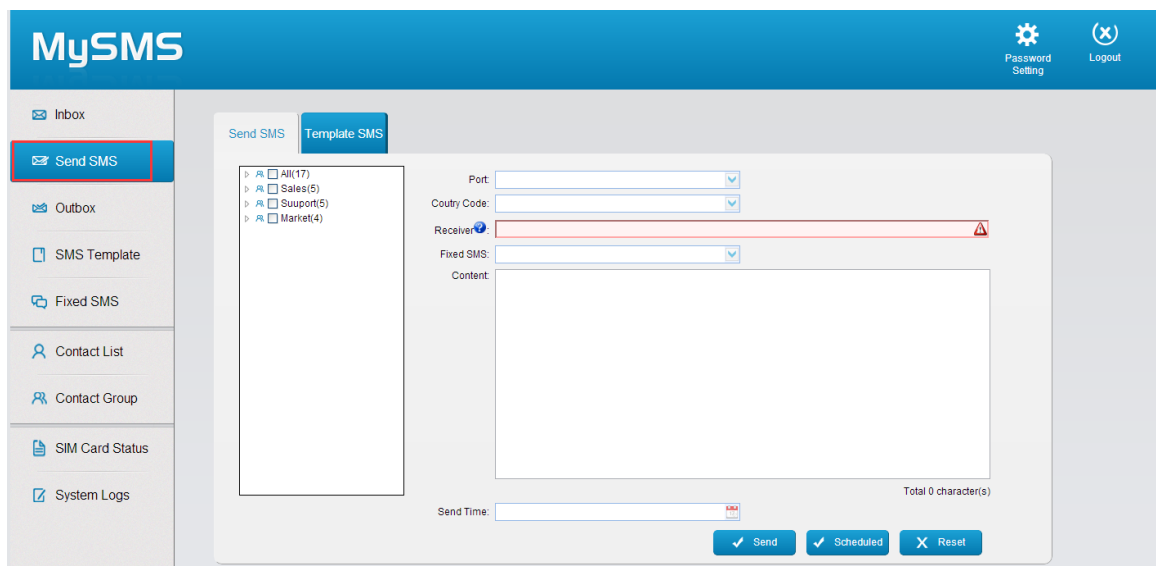 MySMS
Password
Setting
Logout
Inbox
Send SMS
Outbox
SMS Template
Fixed SMS
Contact List
Contact Group
SIM Card Status
System Logs
Send SMS
Template SMS
All(17)
Sales(5)
Suuport(5)
Market(4)
Port:
Coutry Code:
Receiver?:
Fixed SMS:
Content:
Total 0 character(s)
Send Time:
Send
Scheduled
Reset